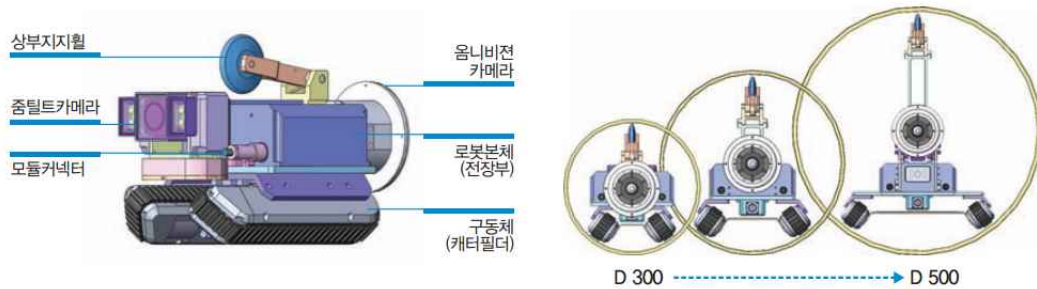 상부지지휠
줌틸트카메라
모듈커넥터
옴니비젼
카메라
로봇본체
(전장부)
구동체
(캐터필더)
D 300
D 500